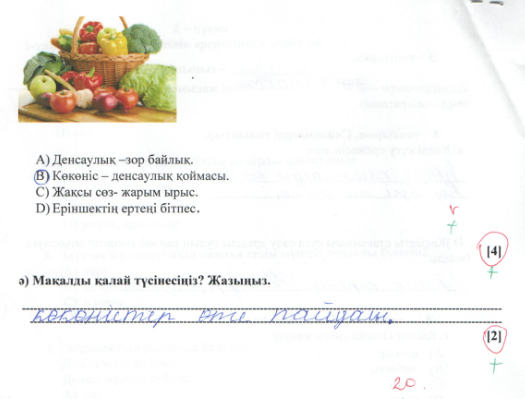 A) Денсаулық –зор байлық.
B) Көкөніс – денсаулық қоймасы.
C) Жақсы сөз- жарым ырыс.
D) Еріншектің ертеңі бітпес.
[4]
ә) Мақалды қалай түсінесіңіз? Жазыңыз.
көкөністер өте пайдалы.
[2]
20.